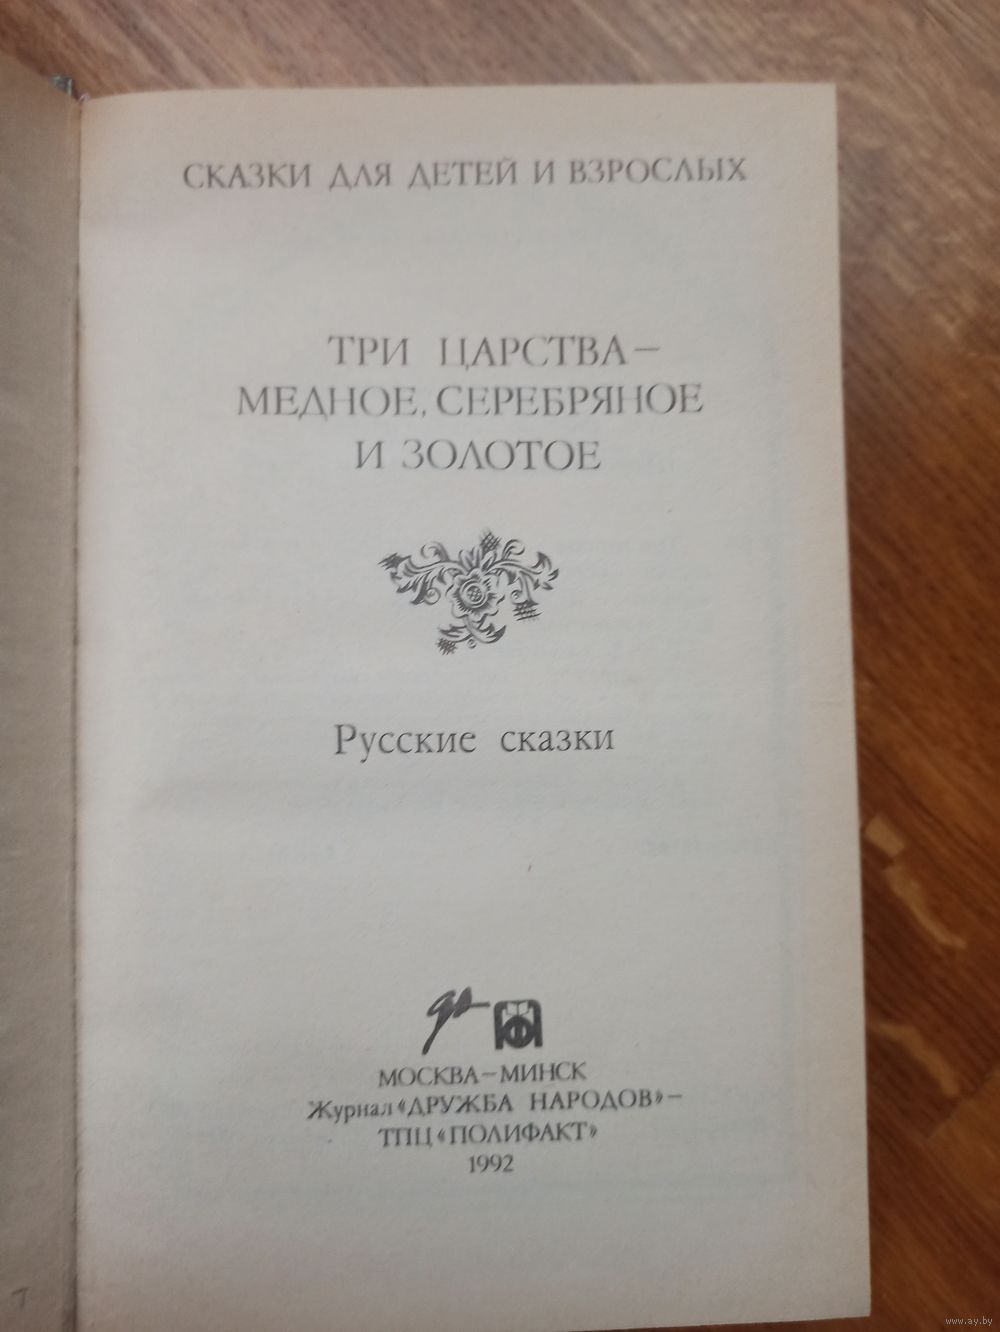 СКАЗКИ ДЛЯ ДЕТЕЙ И ВЗРОСЛЫХ
ТРИ ЦАРСТВА —
МЕДНОЕ, СЕРЕБРЯНОЕ
И ЗОЛОТОЕ
Русские сказки
МОСКВА — МИНСК
Журнал «ДРУЖБА НАРОДОВ» —
ТПЦ «ПОЛИФАКТ»
1992
www.ay.by